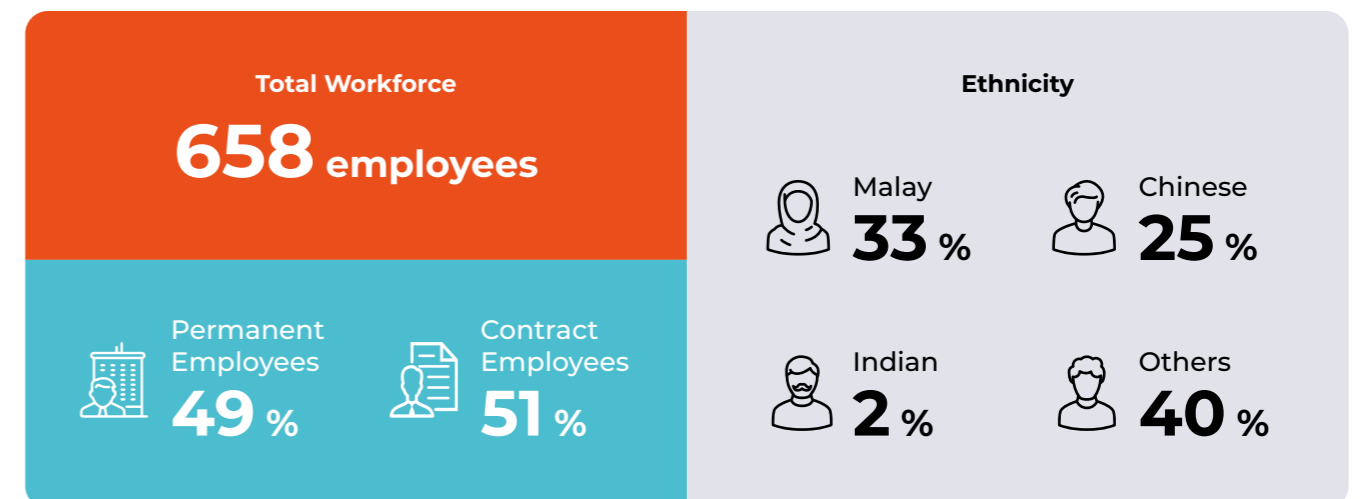 Total Workforce
658 employees
Permanent
Employees
49 %
Contract
Employees
51 %
Ethnicity
Malay
33 %
Chinese
25 %
Indian
2 %
Others
40 %